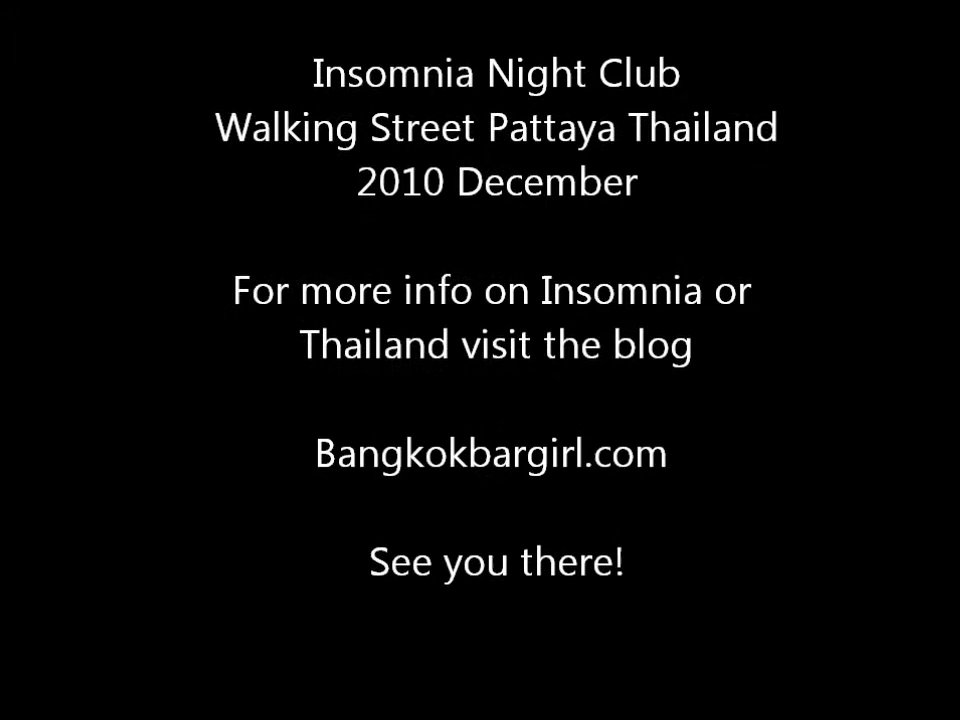 Insomnia Night Club
Walking Street Pattaya Thailand
2010 December
For more info on Insomnia or
Thailand visit the blog
Bangkokbargirl.com
See you there!